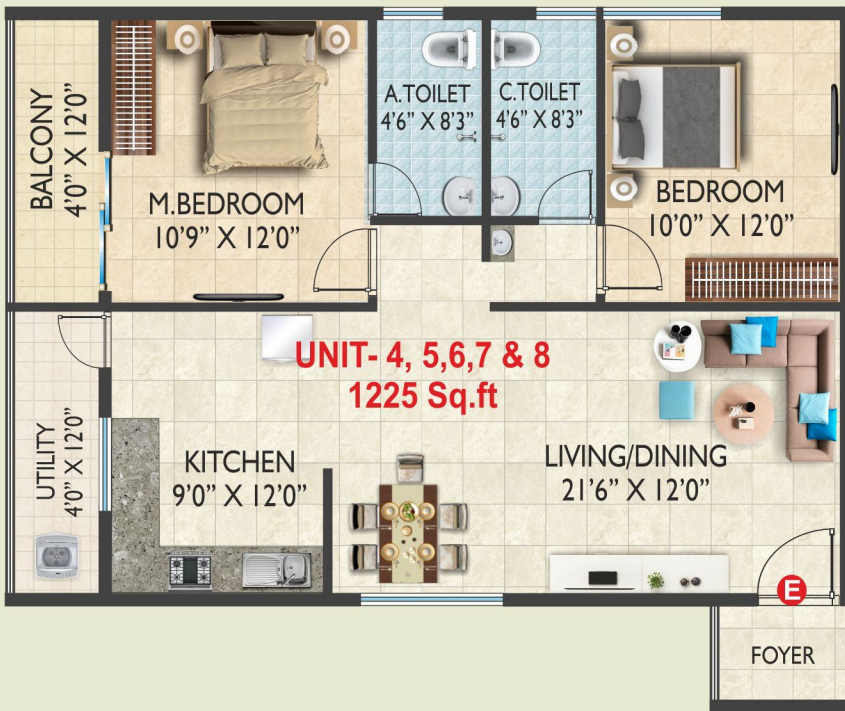 BALCONY
4'0” X 12'0”
M.BEDROOM
10'9” X 12'0”
A.TOILET
4'6” X 8'3”
C.TOILET
4'6” X 8'3”
BEDROOM
10'0” X 12'0”
UNIT- 4, 5,6,7 & 8
1225 Sq.ft
UTILITY
4'0” X 12'0”
KITCHEN
9'0” X 12'0”
LIVING/DINING
21'6” X 12'0”
E
FOYER